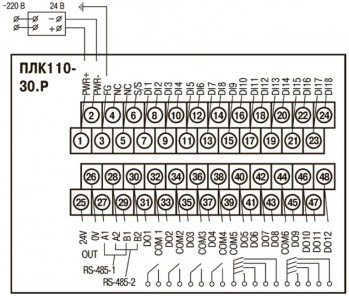 ~220 В 24 В
−
+
ПЛК110-
30.Р
PWR+
PWR-
FG
NC
NC
S/S
DI1
DI2
DI3
DI4
DI5
DI6
DI7
DI8
DI9
DI10
DI11
DI12
DI13
DI14
DI15
DI16
DI17
DI18
2 4 6 8 10 12 14 16 18 20 22 24
1 3 5 7 9 11 13 15 17 19 21 23
26 28 30 32 34 36 38 40 42 44 46 48
25 27 29 31 33 35 37 39 41 43 45 47
24V
0V
A1
A2
B1
B2
DO1
COM 1
DO2
COM2
DO3
COM3
DO4
COM4
COM5
DO5
DO6
DO7
DO8
COM6
DO9
DO10
DO11
DO12
OUT
RS-485-1
RS-485-2